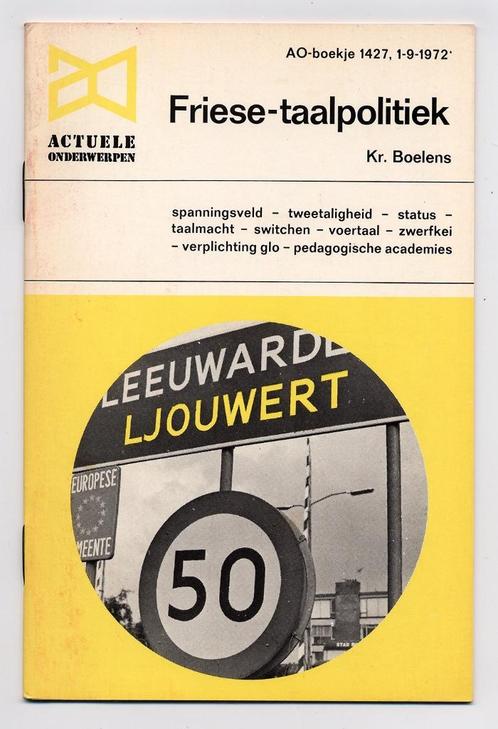 AO-boekje 1427, 1-9-1972
Friese-taalpolitiek
ACTUELE
ONDERWERPEN
Kr. Boelens
spanningsveld – tweetaligheid – status –
taalmacht – switchen – voertaal – zwerfkei
– verplichting glo – pedagogische academies
LEEUWARDE
LJOUWERT
EUROPESE
MEENTE
50